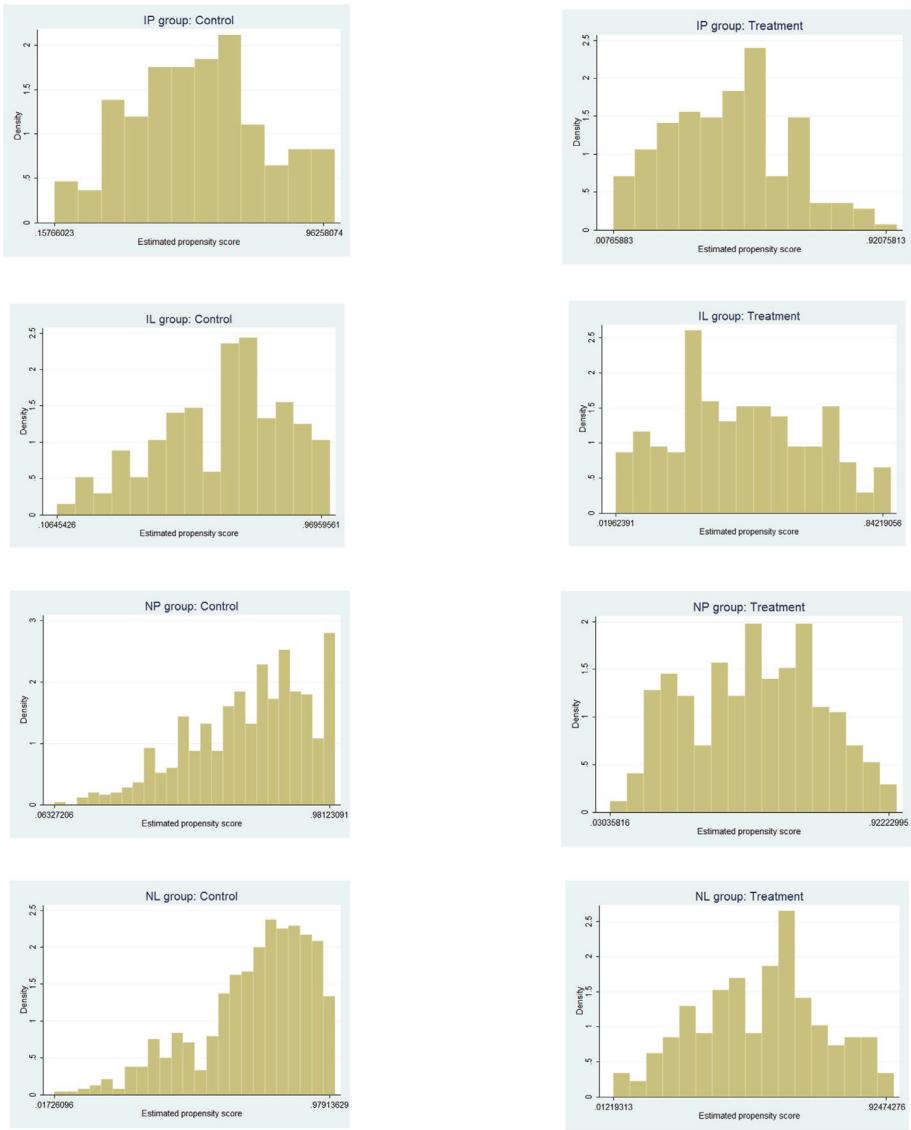 IP group: Control
Density
0 .5 1 1.5 2
.15766023 .96258074
Estimated propensity score
IP group: Treatment
Density
0 .5 1 1.5 2 2.5
.00765883 .92075813
Estimated propensity score
IL group: Control
Density
0 .5 1 1.5 2 2.5
.10645426 .96959561
Estimated propensity score
IL group: Treatment
Density
0 .5 1 1.5 2 2.5
.01962391 .84219056
Estimated propensity score
NP group: Control
Density
0 1 2 3
.06327206 .98123091
Estimated propensity score
NP group: Treatment
Density
0 .5 1 1.5 2
.03035816 .92222995
Estimated propensity score
NL group: Control
Density
0 .5 1 1.5 2 2.5
.01726096 .97913629
Estimated propensity score
NL group: Treatment
Density
0 .5 1 1.5 2 2.5
.01219313 .92474276
Estimated propensity score